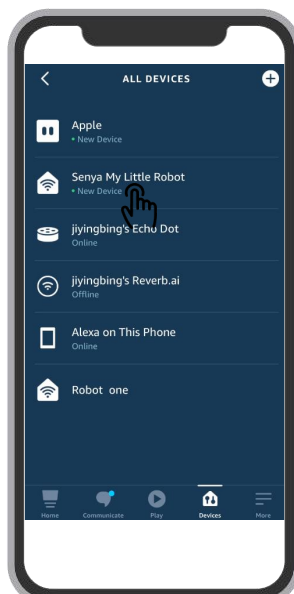 ALL DEVICES
Apple
• New Device
Senya My Little Robot
• New Device
jiyingbing's Echo Dot
Online
jiyingbing's Reverb.ai
Offline
Alexa on This Phone
Online
Robot one
Home Communicate Play Devices More